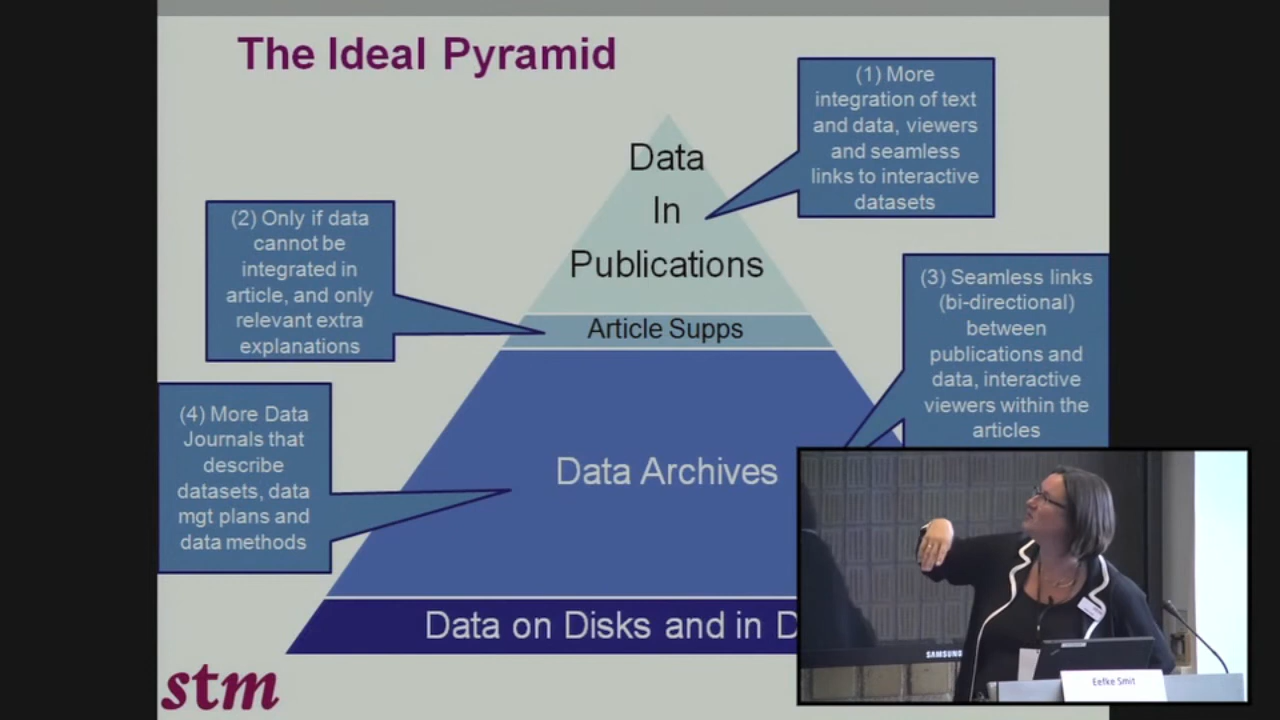 The Ideal Pyramid
(1) More
integration of text
and data, viewers
and seamless
links to interactive
datasets
Data
In
Publications
(2) Only if data
cannot be
integrated in
article, and only
relevant extra
explanations
Article Supps
(3) Seamless links
(bi-directional)
between
publications and
data, interactive
viewers within the
articles
(4) More Data
Journals that
describe
datasets, data
mgt plans and
data methods
Data Archives
Data on Disks and in D
stm
SAMSUNG
Eefke Smit